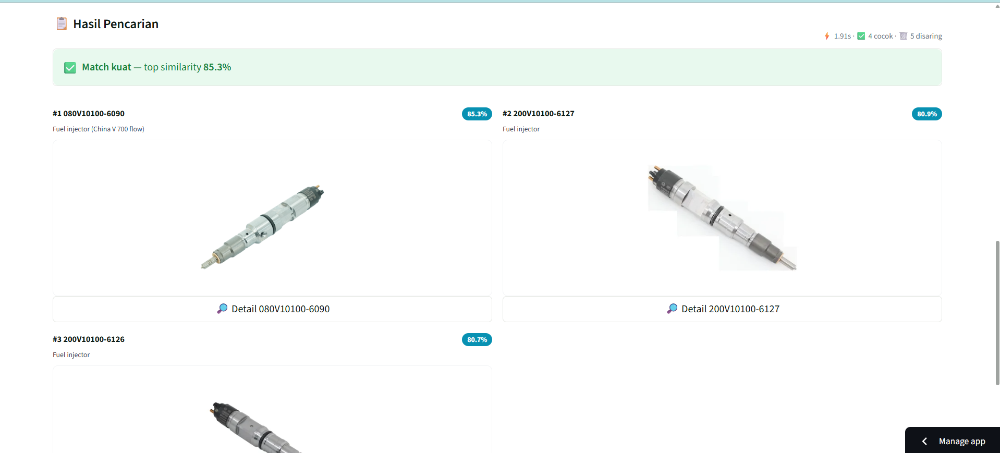 Hasil Pencarian
1.91s · 4 cocok · 5 disaring
Match kuat — top similarity 85.3%
#1 080V10100-6090
85.3%
Fuel injector (China V 700 flow)
Detail 080V10100-6090
#2 200V10100-6127
80.9%
Fuel injector
Detail 200V10100-6127
#3 200V10100-6126
80.7%
Fuel injector
Manage app